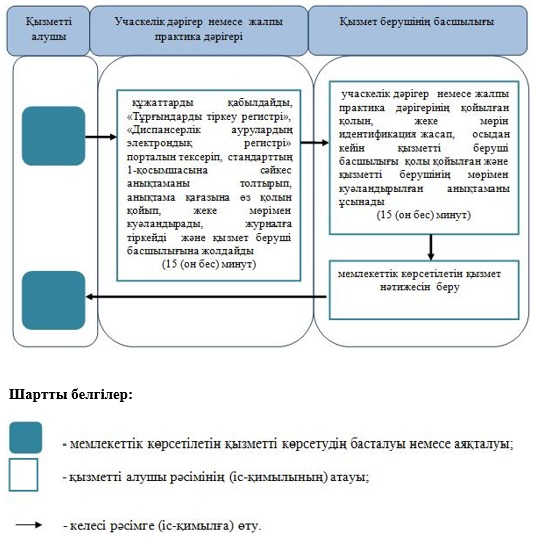 Қызметті
алушы
Учаскелік дәрігер немесе жалпы
практика дәрігері
Қызмет берушінің басшылығы
құжаттарды қабылдайды,
«Тұрғындарды тіркеу регистрі»,
«Диспансерлік аурулардың
электрондық регистрі»
порталын тексеріп, стандарттың
1-қосымшасына сәйкес
анықтаманы толтырып,
анықтама қағазына өз қолын
қойып, жеке мөрімен
куәландырады, журналға
тіркейді және қызмет беруші
басшылығына жолдайды
(15 (он бес) минут)
учаскелік дәрігер немесе жалпы
практика дәрігерінің қойылған
қолын, жеке мөрін
идентификация жасап, осыдан
кейін қызметті беруші
басшылығы қолы қойылған және
қызметті берушінің мөрімен
куәландырылған анықтаманы
ұсынады
(15 (он бес) минут)
мемлекеттік көрсетілетін қызмет
нәтижесін беру
Шартты белгілер:
- мемлекеттік көрсетілетін қызметті көрсетудің басталуы немесе аяқталуы;
- қызметті алушы рәсімінің (іс-қимылының) атауы;
- келесі рәсімге (іс-қимылға) өту.